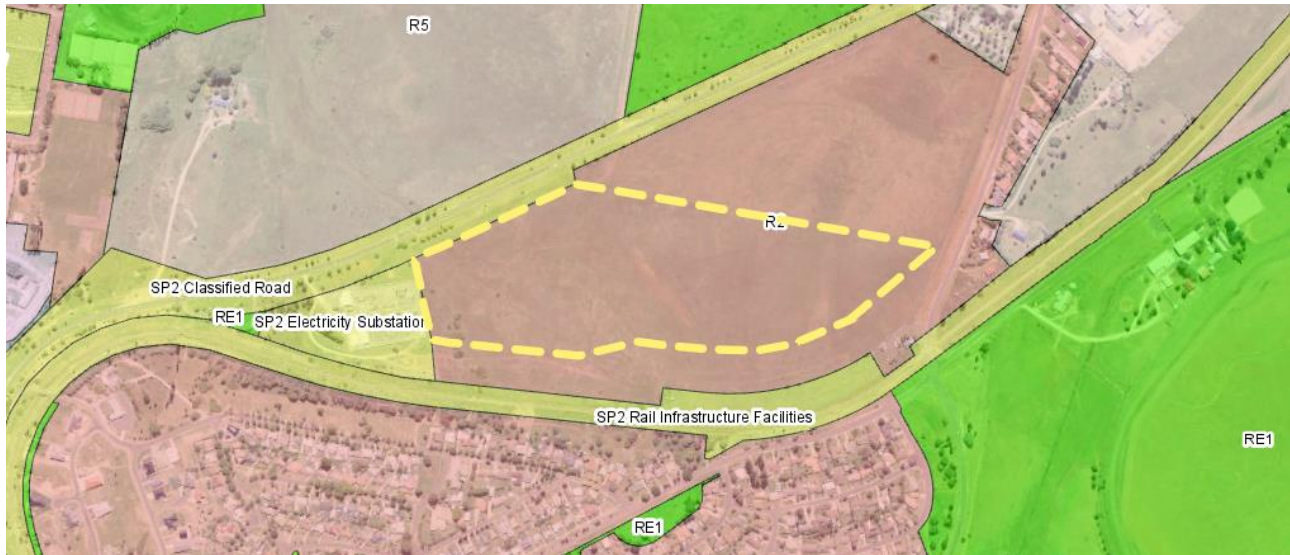 R5
R2
SP2 Classified Road
RE1
SP2 Electricity Substation
SP2 Rail Infrastructure Facilities
RE1
RE1